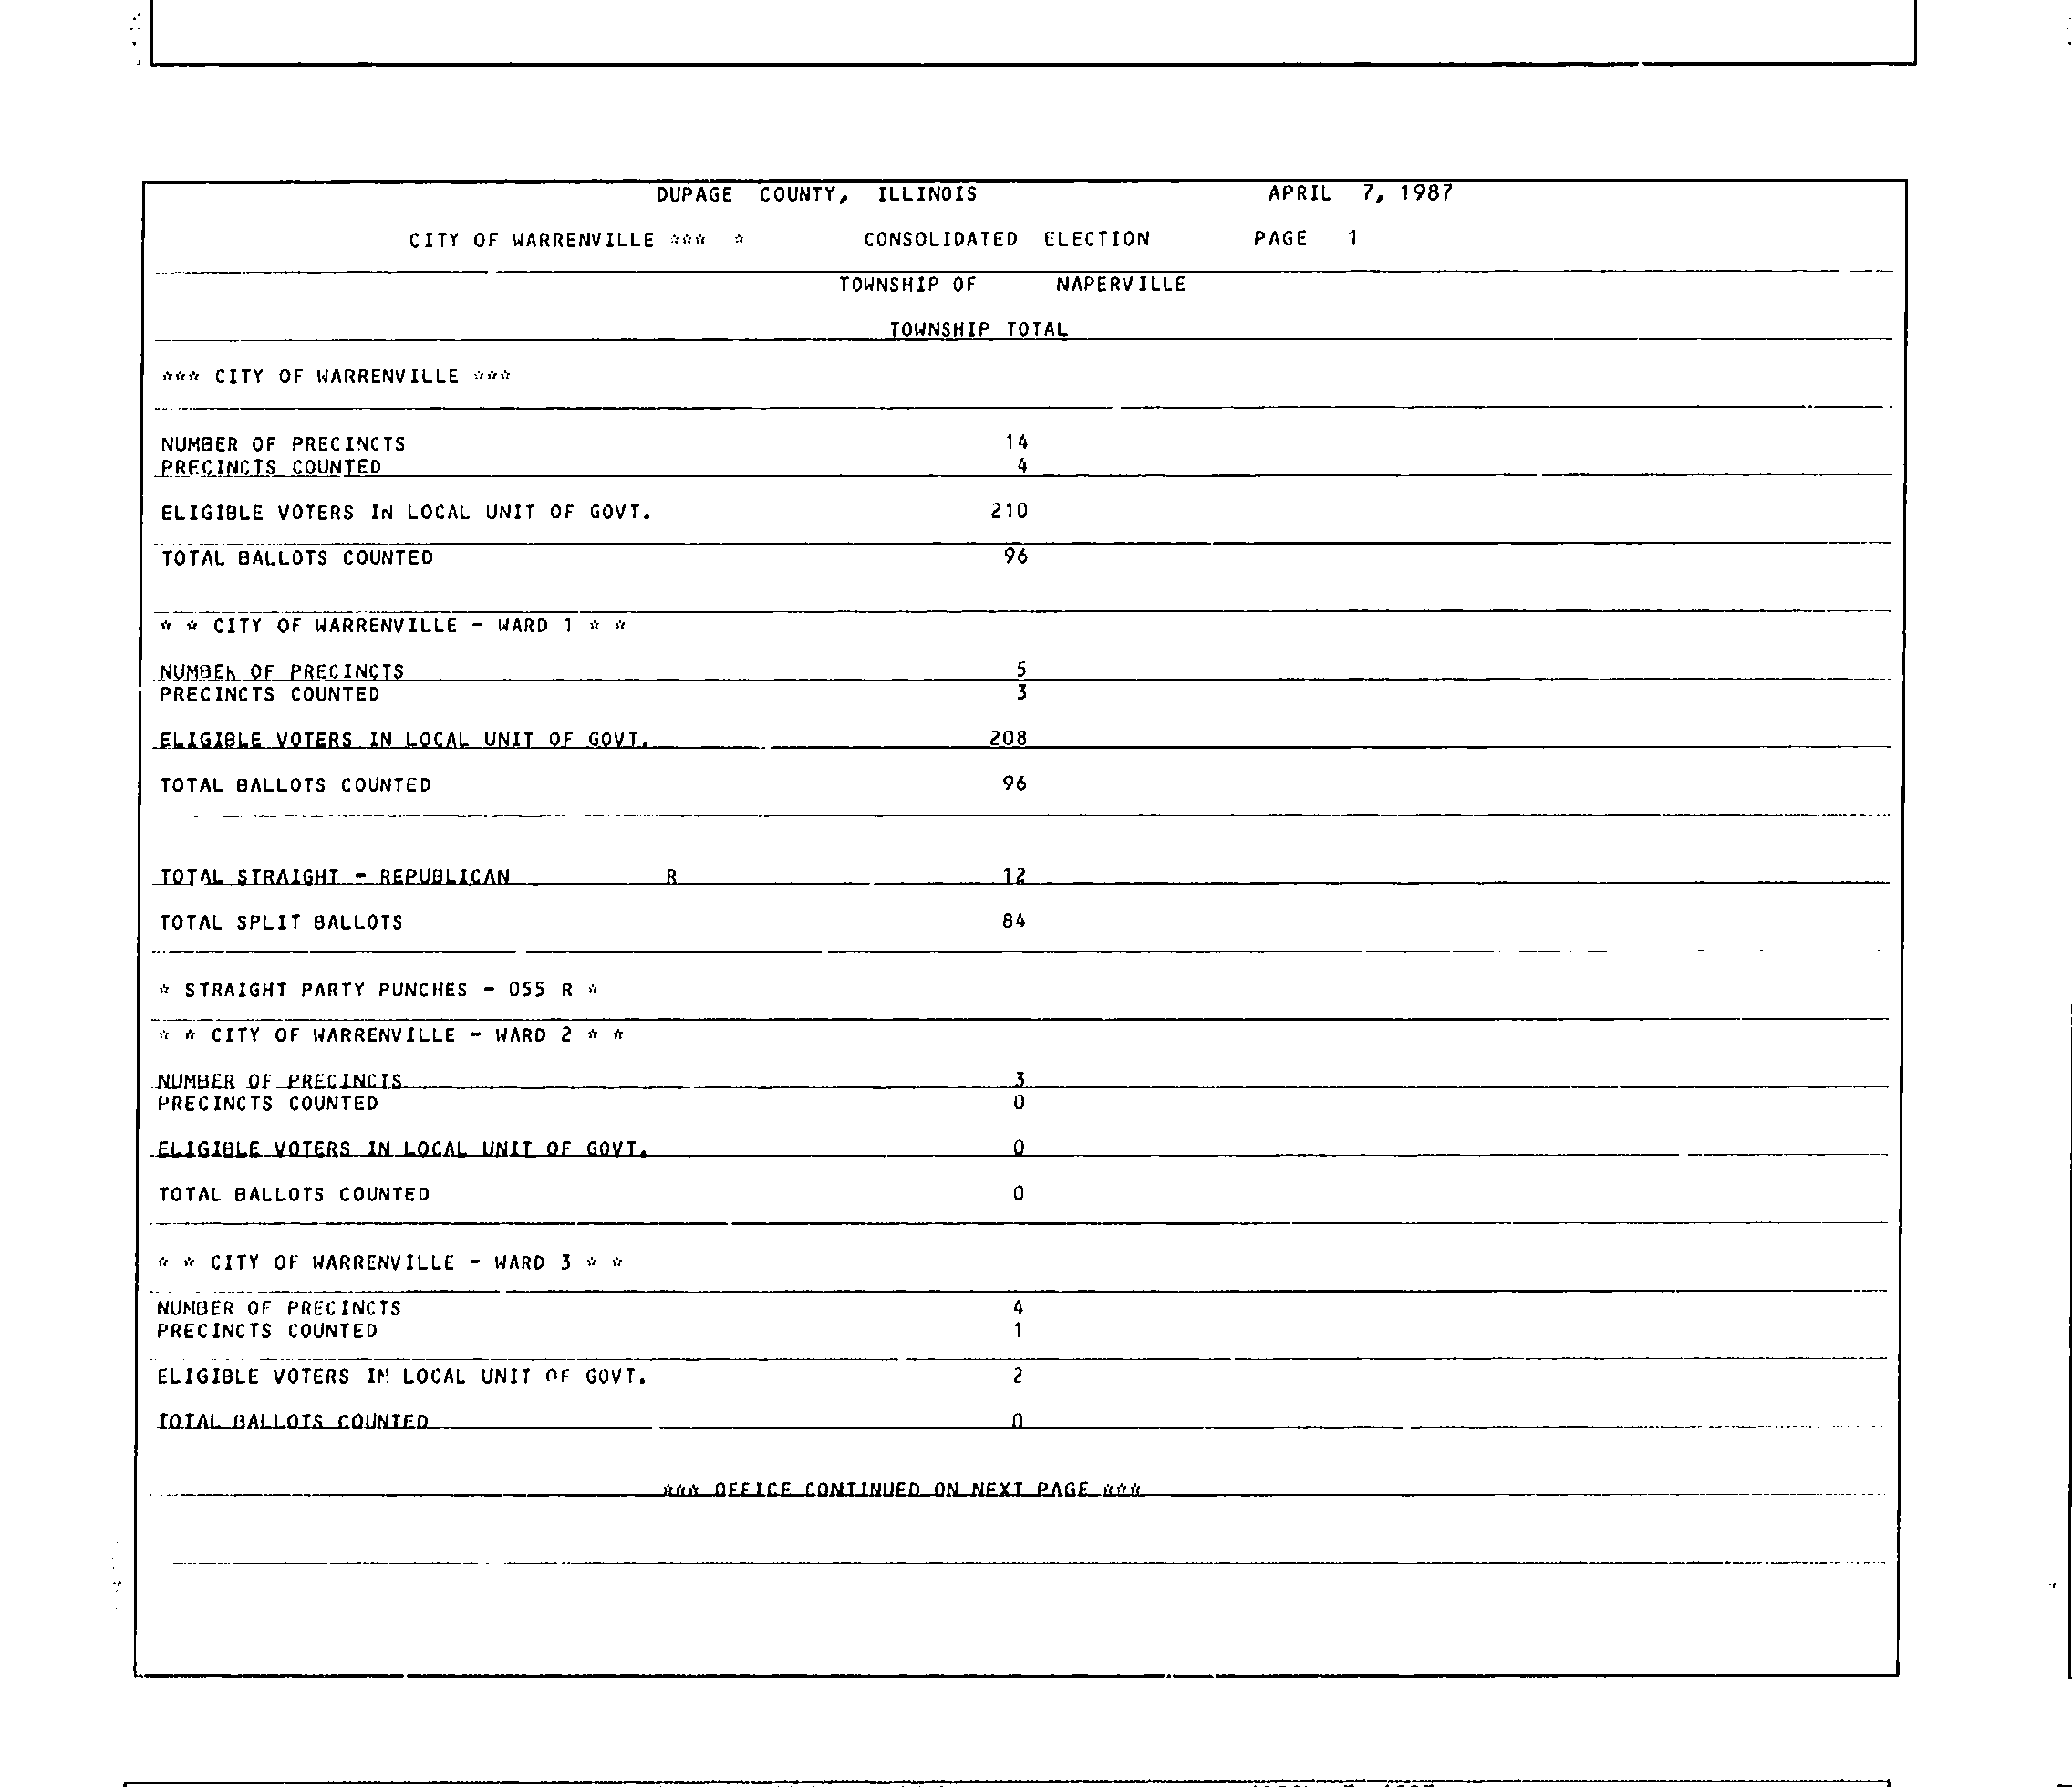 DUPAGE COUNTY, ILLINOIS APRIL 7, 1987
CITY OF WARRENVILLE *** * CONSOLIDATED ELECTION PAGE 1
TOWNSHIP OF NAPERVILLE
TOWNSHIP TOTAL
*** CITY OF WARRENVILLE ***
NUMBER OF PRECINCTS 14
PRECINCTS COUNTED 4
ELIGIBLE VOTERS IN LOCAL UNIT OF GOVT. 210
TOTAL BALLOTS COUNTED 96
* * CITY OF WARRENVILLE - WARD 1 * *
NUMBER OF PRECINCTS 5
PRECINCTS COUNTED 3
ELIGIBLE VOTERS IN LOCAL UNIT OF GOVT. 208
TOTAL BALLOTS COUNTED 96
TOTAL STRAIGHT - REPUBLICAN R 12
TOTAL SPLIT BALLOTS 84
* STRAIGHT PARTY PUNCHES - 055 R *
* * CITY OF WARRENVILLE - WARD 2 * *
NUMBER OF PRECINCTS 3
PRECINCTS COUNTED 0
ELIGIBLE VOTERS IN LOCAL UNIT OF GOVT. 0
TOTAL BALLOTS COUNTED 0
* * CITY OF WARRENVILLE - WARD 3 * *
NUMBER OF PRECINCTS 4
PRECINCTS COUNTED 1
ELIGIBLE VOTERS IN LOCAL UNIT OF GOVT. 2
TOTAL BALLOTS COUNTED 0
*** OFFICE CONTINUED ON NEXT PAGE ***